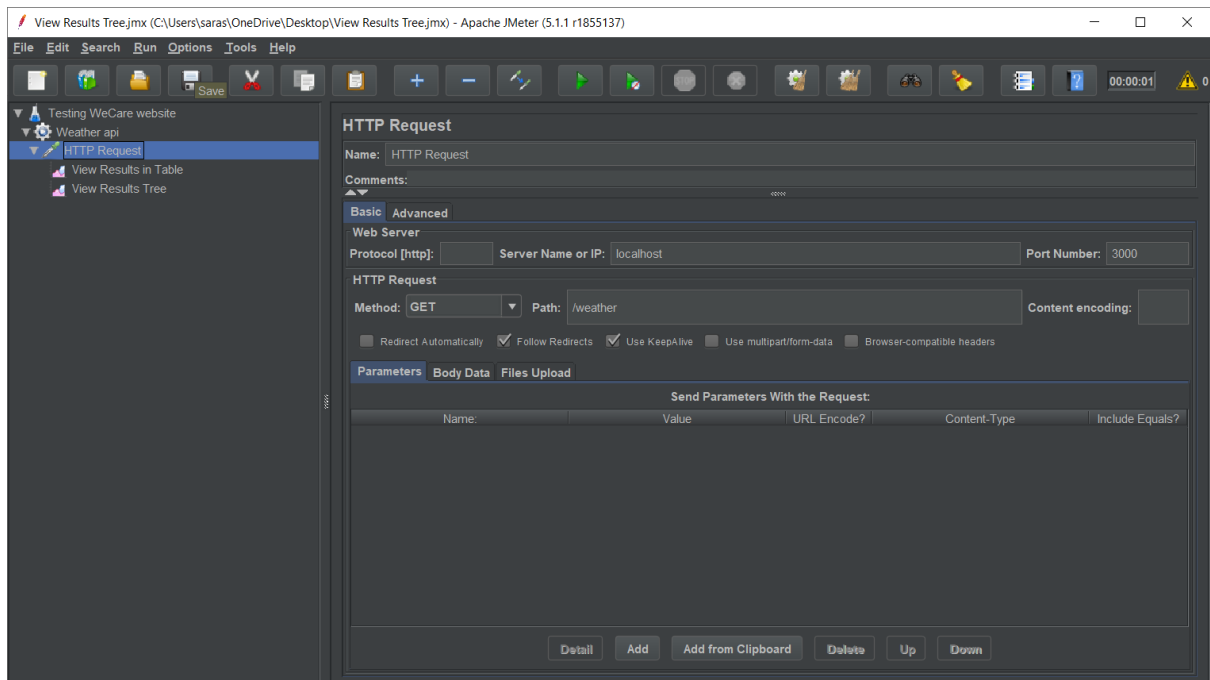 View Results Tree.jmx (C:\Users\saras\OneDrive\Desktop\View Results Tree.jmx) - Apache JMeter (5.1.1 r1855137)
File Edit Search Run Options Tools Help
Save
00:00:01
0
Testing WeCare website
Weather api
HTTP Request
View Results in Table
View Results Tree
HTTP Request
Name: HTTP Request
Comments:
Basic Advanced
Web Server
Protocol [http]: Server Name or IP: localhost Port Number: 3000
HTTP Request
Method: GET Path: /weather Content encoding:
Redirect Automatically Follow Redirects Use KeepAlive Use multipart/form-data Browser-compatible headers
Parameters Body Data Files Upload
Send Parameters With the Request:
Name: Value URL Encode? Content-Type Include Equals?
Detail Add Add from Clipboard Delete Up Down